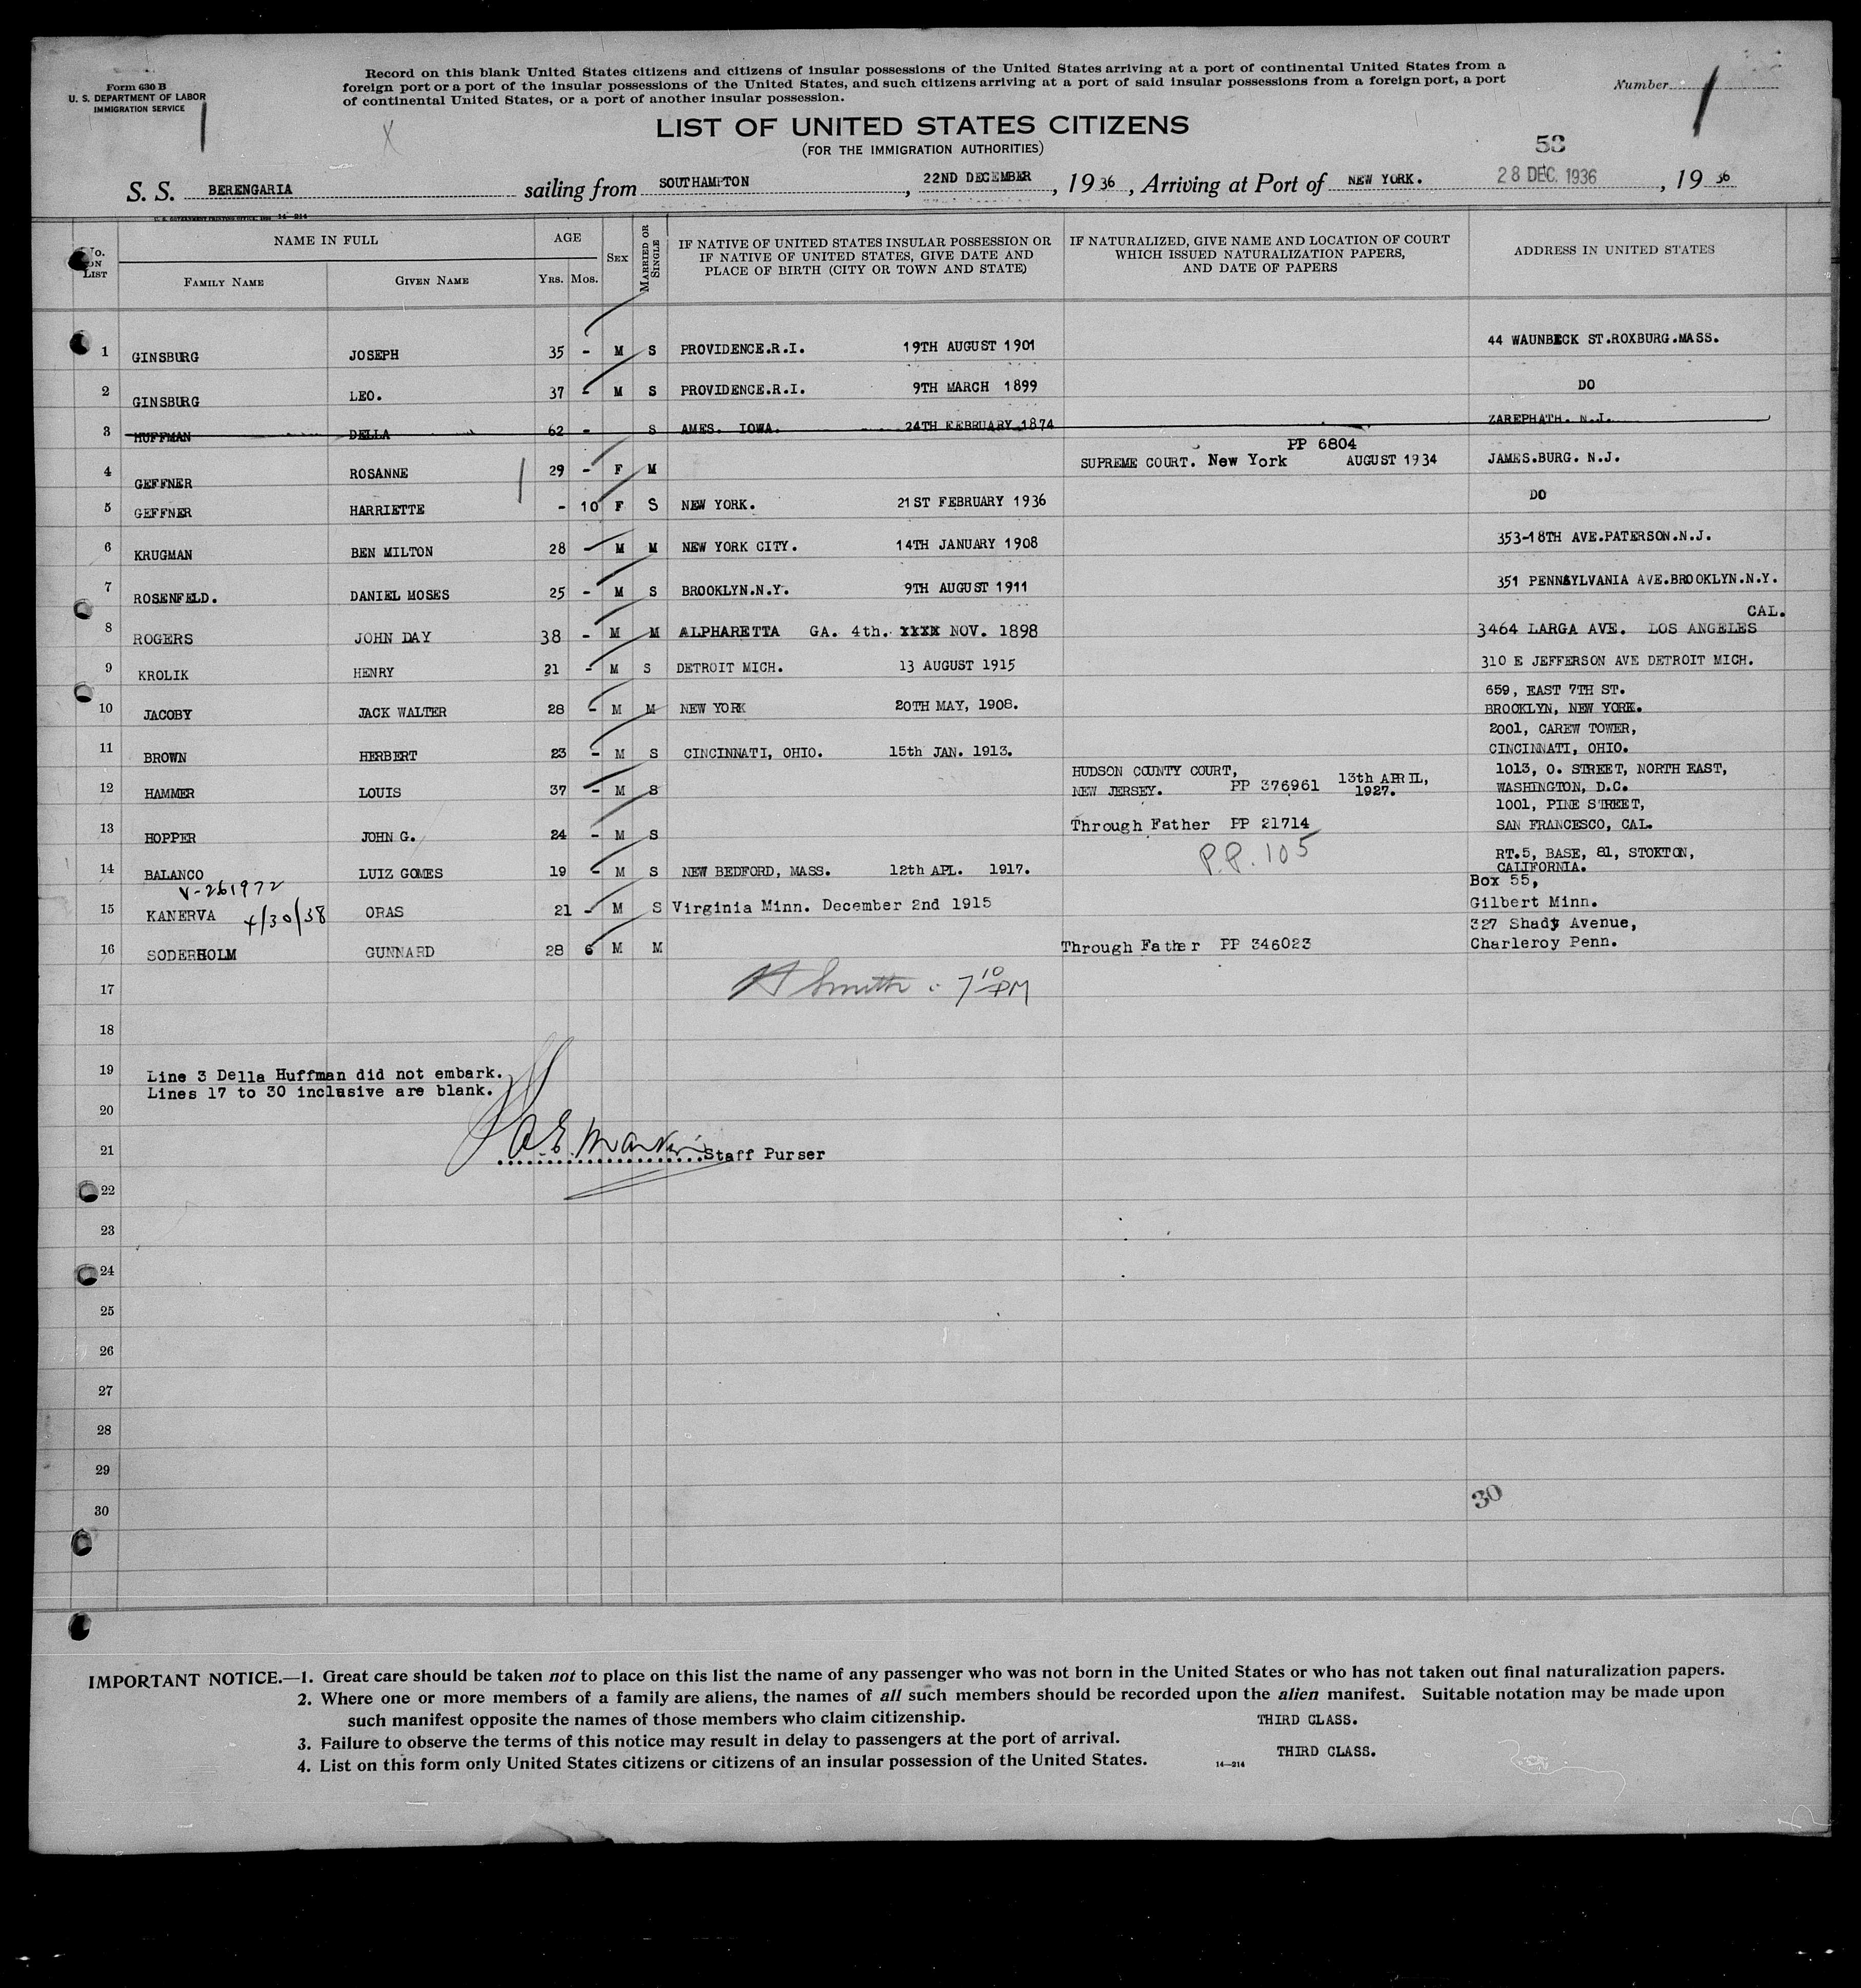 Form 630 B
U. S. DEPARTMENT OF LABOR
IMMIGRATION SERVICE
Record on this blank United States citizens and citizens of insular possessions of the United States arriving at a port of continental United States from a
foreign port or a port of the insular possessions of the United States, and such citizens arriving at a port of said insular possessions from a foreign port, a port
of continental United States, or a port of another insular possession.
Number 1
1
X
LIST OF UNITED STATES CITIZENS
(FOR THE IMMIGRATION AUTHORITIES)
53
S. S. BERENGARIA sailing from SOUTHAMPTON, 22ND DECEMBER, 1936, Arriving at Port of NEW YORK. 28 DEC. 1936, 1936
No. ON LIST
NAME IN FULL
FAMILY NAME GIVEN NAME
AGE
YRS. MOS.
SEX
MARRIED OR SINGLE
IF NATIVE OF UNITED STATES INSULAR POSSESSION OR
IF NATIVE OF UNITED STATES, GIVE DATE AND
PLACE OF BIRTH (CITY OR TOWN AND STATE)
IF NATURALIZED, GIVE NAME AND LOCATION OF COURT
WHICH ISSUED NATURALIZATION PAPERS,
AND DATE OF PAPERS
ADDRESS IN UNITED STATES
1 GINSBURG JOSEPH 35 - M S PROVIDENCE.R.I. 19TH AUGUST 1901 44 WAUNBECK ST.ROXBURG.MASS.
2 GINSBURG LEO. 37 - M S PROVIDENCE.R.I. 9TH MARCH 1899 DO
3 HUFFMAN DELLA 62 - S AMES. IOWA. 24TH FEBRUARY 1874 ZAREPHATH. N.J.
PP 6804
4 GEFFNER ROSANNE 29 - F M SUPREME COURT. New York AUGUST 1934 JAMES.BURG. N.J.
5 GEFFNER HARRIETTE - 10 F S NEW YORK. 21ST FEBRUARY 1936 DO
6 KRUGMAN BEN MILTON 28 - M M NEW YORK CITY. 14TH JANUARY 1908 353-18TH AVE.PATERSON.N.J.
7 ROSENFELD. DANIEL MOSES 25 - M S BROOKLYN.N.Y. 9TH AUGUST 1911 351 PENNSYLVANIA AVE.BROOKLYN.N.Y.
CAL.
8 ROGERS JOHN DAY 38 - M M ALPHARETTA GA. 4th. XXXX NOV. 1898 3464 LARGA AVE. LOS ANGELES
9 KROLIK HENRY 21 - M S DETROIT MICH. 13 AUGUST 1915 310 E JEFFERSON AVE DETROIT MICH.
659, EAST 7TH ST.
10 JACOBY JACK WALTER 28 - M M NEW YORK 20TH MAY, 1908. BROOKLYN, NEW YORK.
2001, CAREW TOWER,
11 BROWN HERBERT 23 - M S CINCINNATI, OHIO. 15th JAN. 1913. CINCINNATI, OHIO.
HUDSON COUNTY COURT, 1013, O. STREET, NORTH EAST,
12 HAMMER LOUIS 37 - M S NEW JERSEY. PP 376961 13th APRIL, 1927. WASHINGTON, D.C.
1001, PINE STREET,
13 HOPPER JOHN G. 24 - M S Through Father PP 21714 SAN FRANCESCO, CAL.
P.P. 105
RT.5, BASE, 81, STOKTON,
14 BALANCO LUIZ GOMES 19 - M S NEW BEDFORD, MASS. 12th APL. 1917. CALIFORNIA.
V-261972
Box 55,
15 KANERVA 4/30/38 ORAS 21 - M S Virginia Minn. December 2nd 1915 Gilbert Minn.
327 Shady Avenue,
16 SODERHOLM GUNNARD 28 6 M M Through Father PP 346023 Charleroy Penn.
17 Smith 7 10 PM
18
19 Line 3 Della Huffman did not embark.
Lines 17 to 30 inclusive are blank.
20
21 Staff Purser
22
23
24
25
26
27
28
29
30
30
IMPORTANT NOTICE.—1. Great care should be taken not to place on this list the name of any passenger who was not born in the United States or who has not taken out final naturalization papers.
2. Where one or more members of a family are aliens, the names of all such members should be recorded upon the alien manifest. Suitable notation may be made upon
such manifest opposite the names of those members who claim citizenship.
THIRD CLASS.
3. Failure to observe the terms of this notice may result in delay to passengers at the port of arrival.
4. List on this form only United States citizens or citizens of an insular possession of the United States.
14—214
THIRD CLASS.